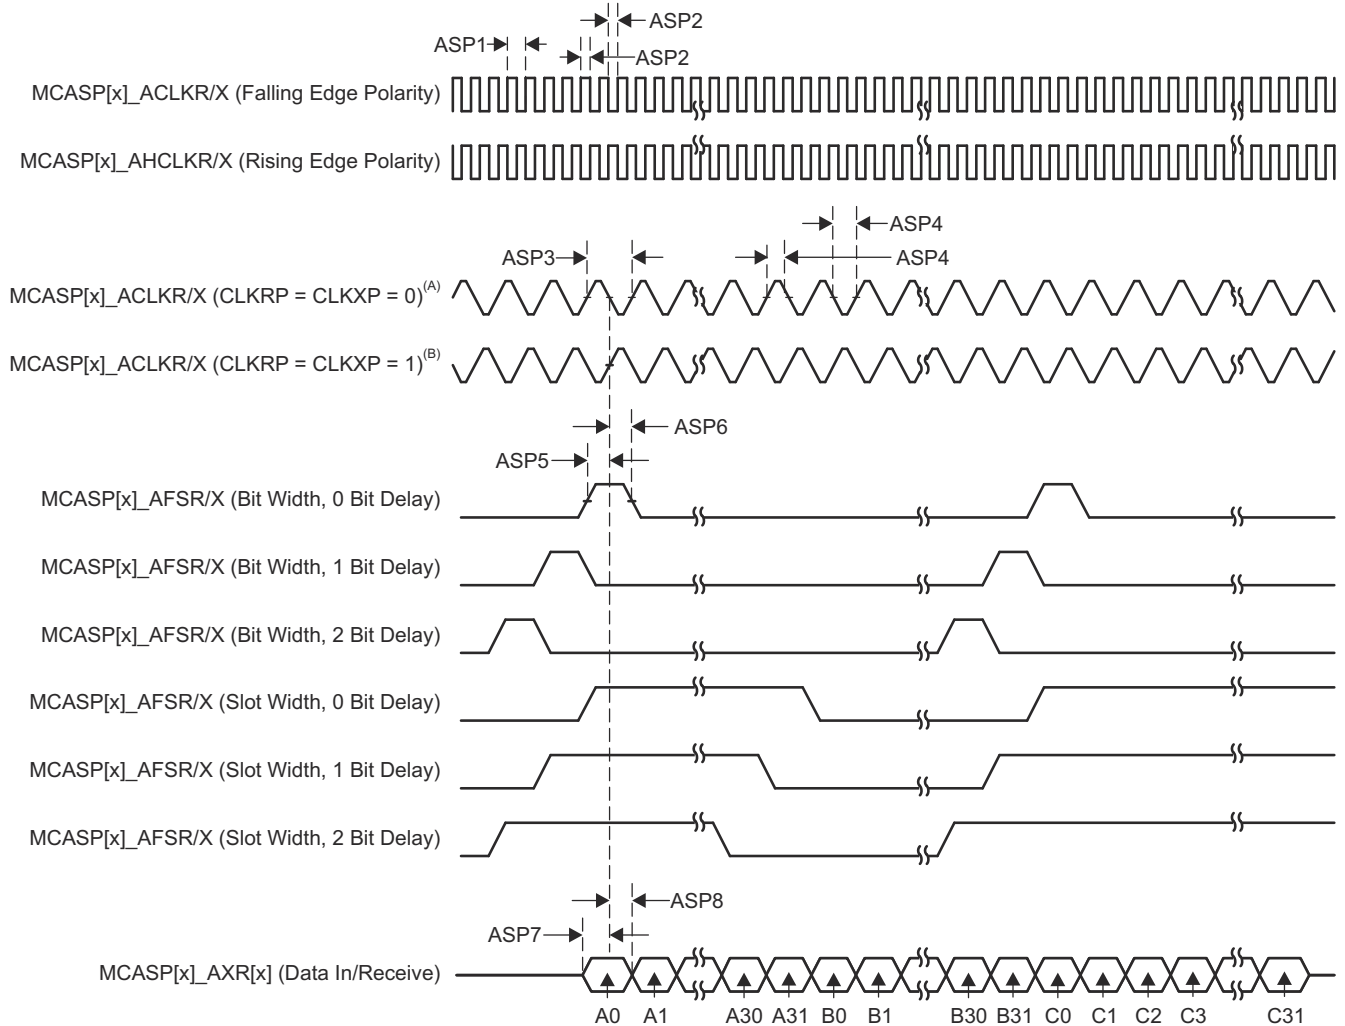 ASP2
ASP1
ASP2
MCASP[x]_ACLKR/X (Falling Edge Polarity)
MCASP[x]_AHCLKR/X (Rising Edge Polarity)
ASP4
ASP3
ASP4
MCASP[x]_ACLKR/X (CLKRP = CLKXP = 0)(A)
MCASP[x]_ACLKR/X (CLKRP = CLKXP = 1)(B)
ASP6
ASP5
MCASP[x]_AFSR/X (Bit Width, 0 Bit Delay)
MCASP[x]_AFSR/X (Bit Width, 1 Bit Delay)
MCASP[x]_AFSR/X (Bit Width, 2 Bit Delay)
MCASP[x]_AFSR/X (Slot Width, 0 Bit Delay)
MCASP[x]_AFSR/X (Slot Width, 1 Bit Delay)
MCASP[x]_AFSR/X (Slot Width, 2 Bit Delay)
ASP8
ASP7
MCASP[x]_AXR[x] (Data In/Receive)
A0 A1 A30 A31 B0 B1 B30 B31 C0 C1 C2 C3 C31